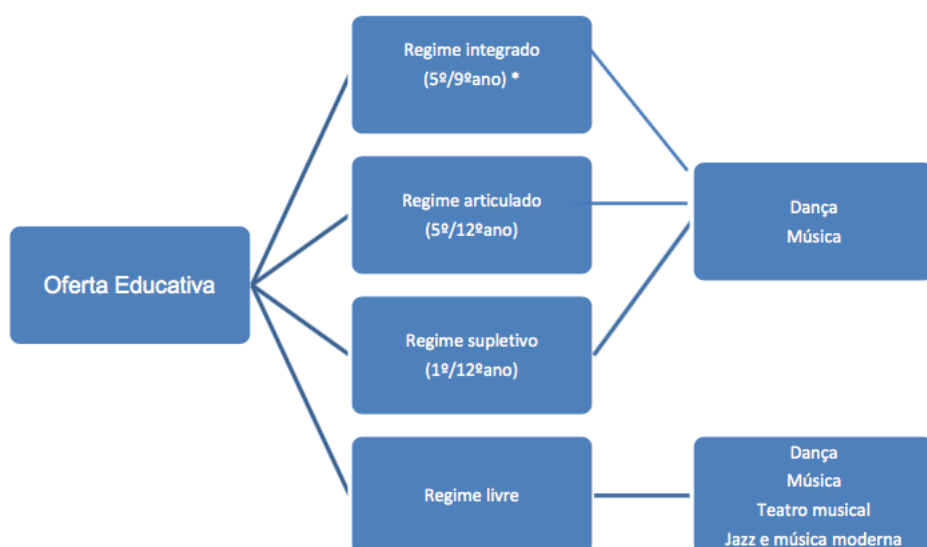 Oferta Educativa
Regime integrado
(5º/9ºano) *
Regime articulado
(5º/12ºano)
Regime supletivo
(1º/12ºano)
Regime livre
Dança
Música
Dança
Música
Teatro musical
Jazz e música moderna